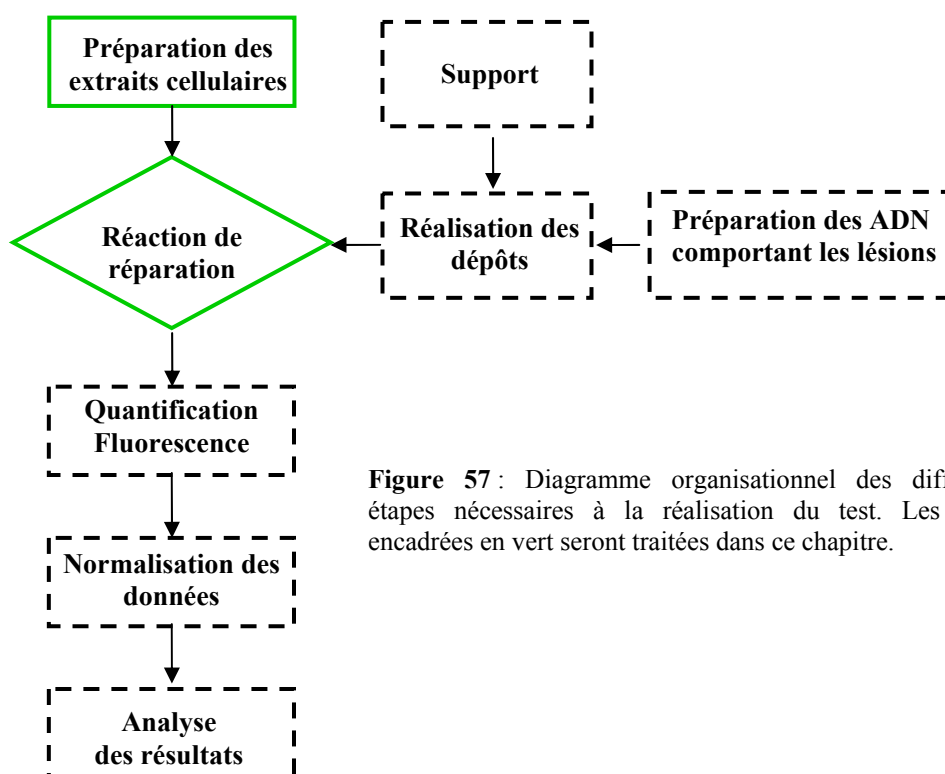 Préparation des
extraits cellulaires
Support
Réaction de
réparation
Réalisation des
dépôts
Préparation des ADN
comportant les lésions
Quantification
Fluorescence
Figure 57 : Diagramme organisationnel des
étapes nécessaires à la réalisation du test. Les
encadrées en vert seront traitées dans ce chapitre.
Normalisation des
données
Analyse
des résultats